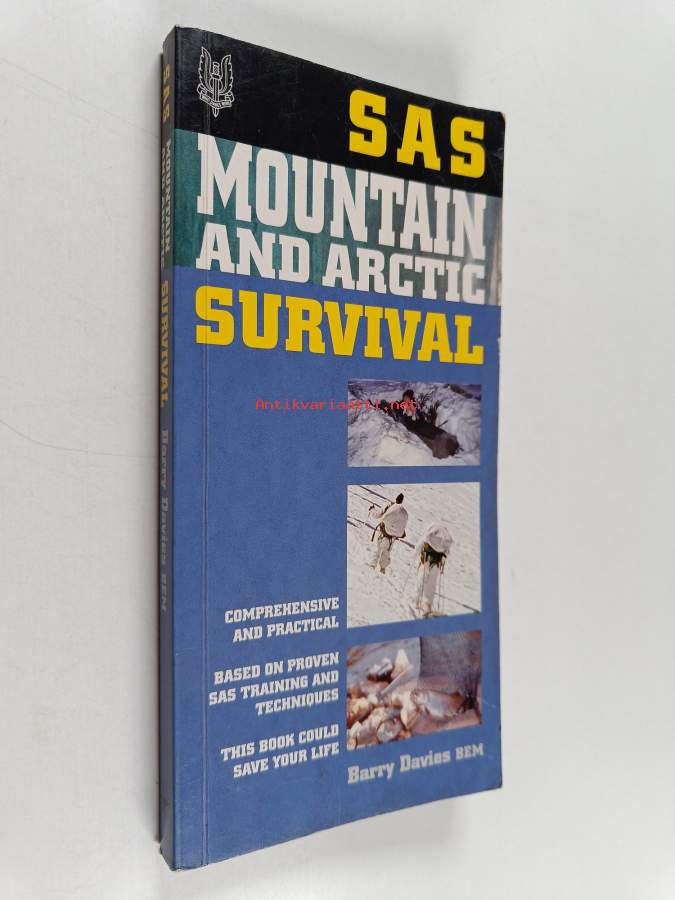 SAS
MOUNTAIN
AND ARCTIC
SURVIVAL
Antikvariaatti.net
COMPREHENSIVE
AND PRACTICAL
BASED ON PROVEN
SAS TRAINING AND
TECHNIQUES
THIS BOOK COULD
SAVE YOUR LIFE
Barry Davies BEM
SAS MOUNTAIN AND ARCTIC SURVIVAL Barry Davies BEM